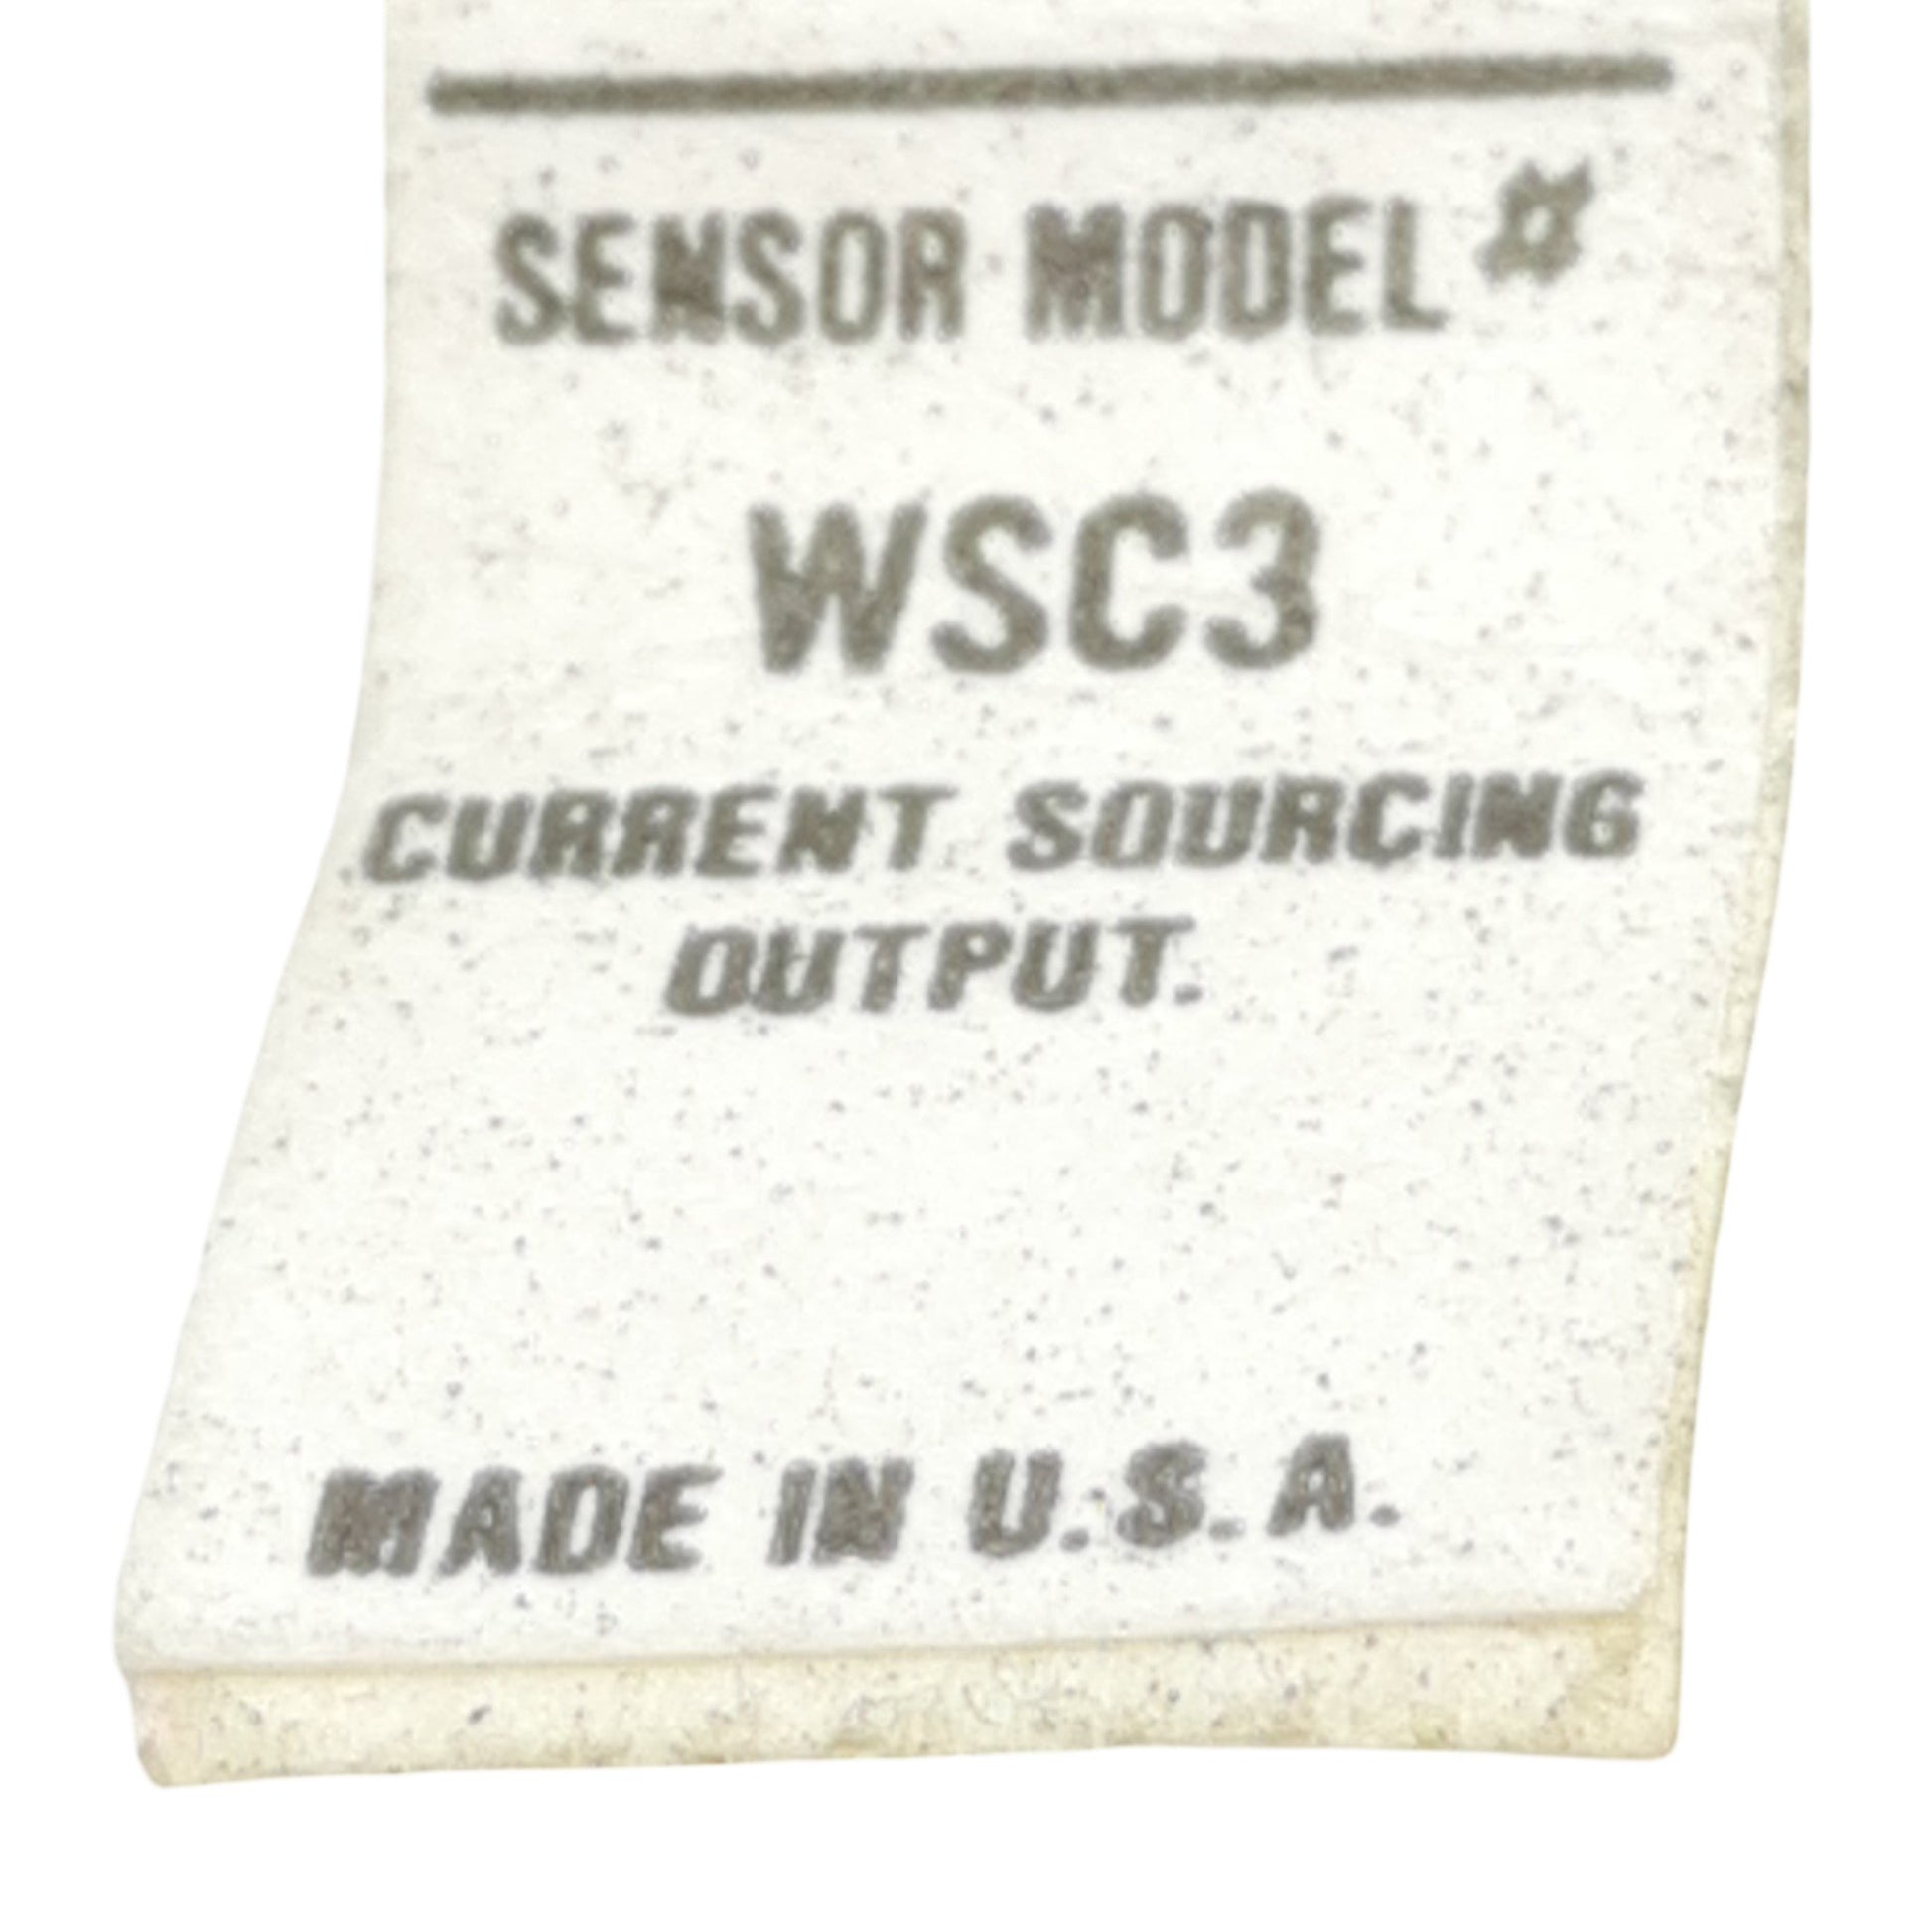 SENSOR MODEL #
WSC3
CURRENT SOURCING
OUTPUT.
MADE IN U.S.A.